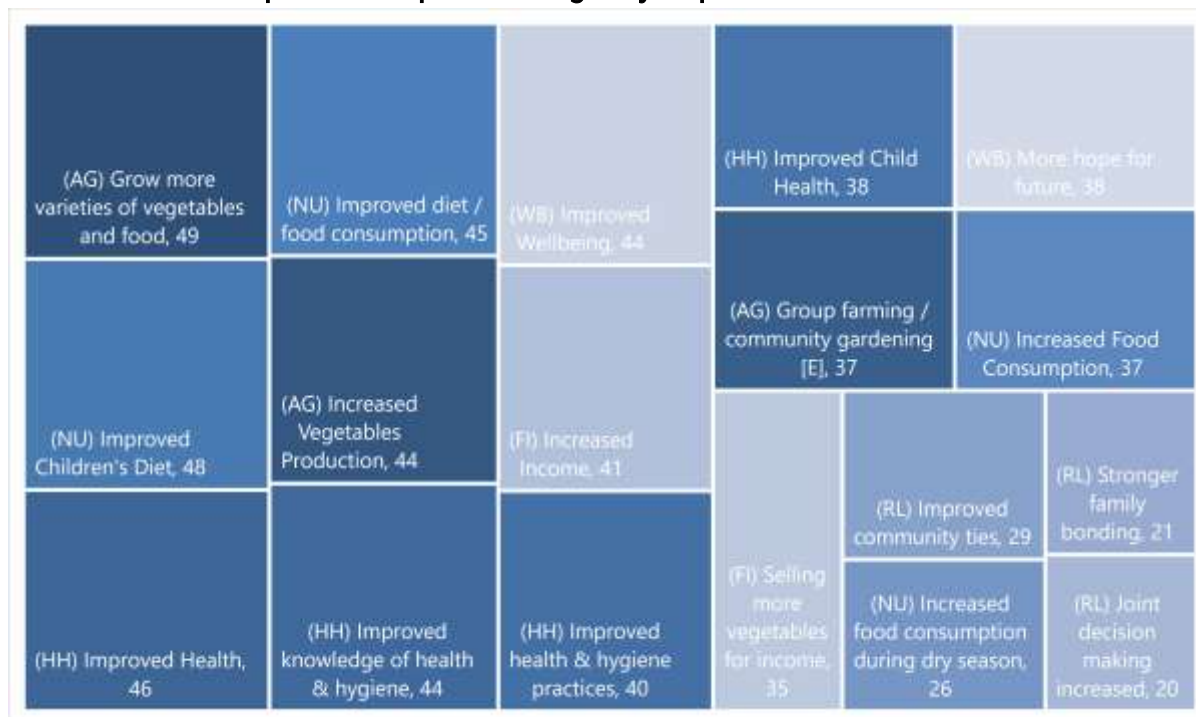 (AG) Grow more
varieties of vegetables
and food, 49
(NU) Improved diet /
food consumption, 45
(WB) Improved
Wellbeing, 44
(HH) Improved Child
Health, 38
(WB) More hope for
future, 38
(NU) Improved
Children's Diet, 48
(AG) Increased
Vegetables
Production, 44
(FI) Increased
Income, 41
(AG) Group farming /
community gardening
[E], 37
(NU) Increased Food
Consumption, 37
(HH) Improved Health,
46
(HH) Improved
knowledge of health
& hygiene, 44
(HH) Improved
health & hygiene
practices, 40
(FI) Selling
more
vegetables
for income,
35
(RL) Improved
community ties, 29
(RL) Stronger
family
bonding, 21
(NU) Increased
food consumption
during dry season,
26
(RL) Joint
decision
making
increased, 20